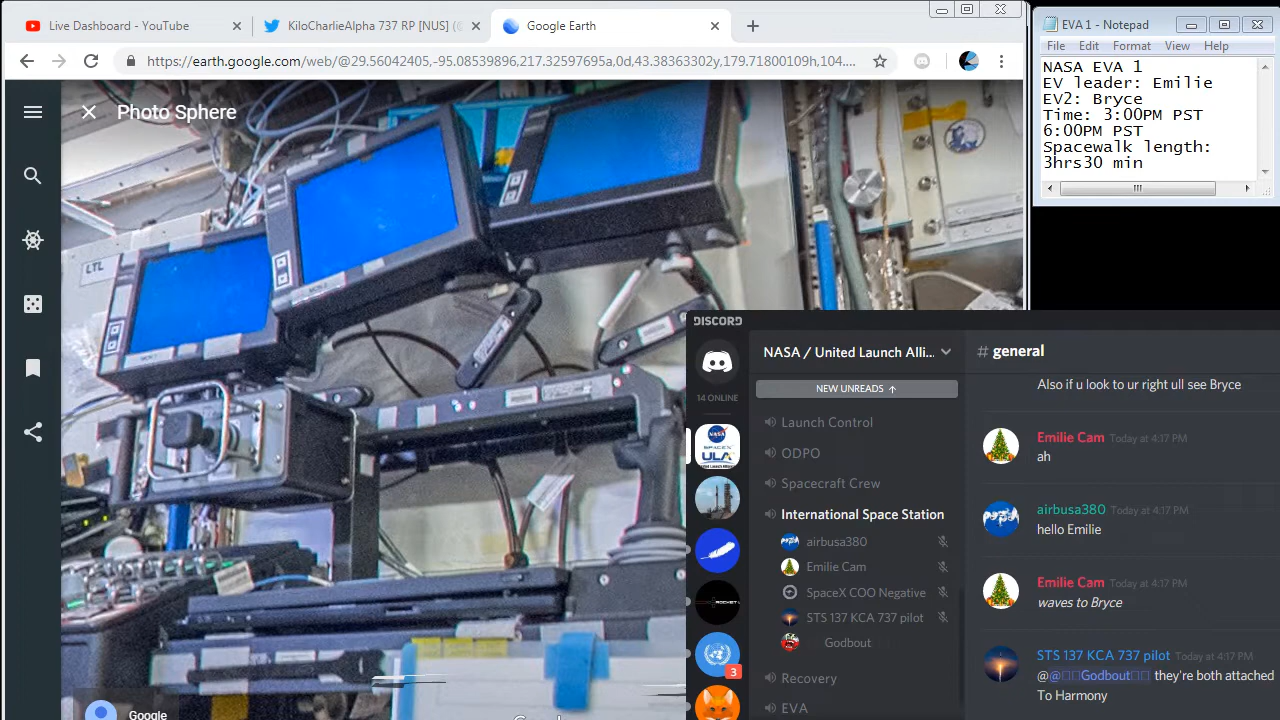 Live Dashboard - YouTube
KiloCharlieAlpha 737 RP [NUS] (@
Google Earth
https://earth.google.com/web/@29.56042405,-95.08539896,217.32597695a,0d,43.38363302y,179.71800109h,104....
Photo Sphere
LTL
Google
EVA 1 - Notepad
File Edit Format View Help
NASA EVA 1
EV leader: Emilie
EV2: Bryce
Time: 3:00PM PST
6:00PM PST
Spacewalk length:
3hrs30 min
DISCORD
14 ONLINE
NASA
SPACEX
ULA
3
NASA / United Launch Alli...
NEW UNREADS ↑
Launch Control
ODPO
Spacecraft Crew
International Space Station
airbusa380
Emilie Cam
SpaceX COO Negative
STS 137 KCA 737 pilot
Godbout
Recovery
EVA
# general
Also if u look to ur right ull see Bryce
Emilie Cam Today at 4:17 PM
ah
airbusa380 Today at 4:17 PM
hello Emilie
Emilie Cam Today at 4:17 PM
waves to Bryce
STS 137 KCA 737 pilot Today at 4:17 PM
@@□□Godbout□□ they're both attached
To Harmony